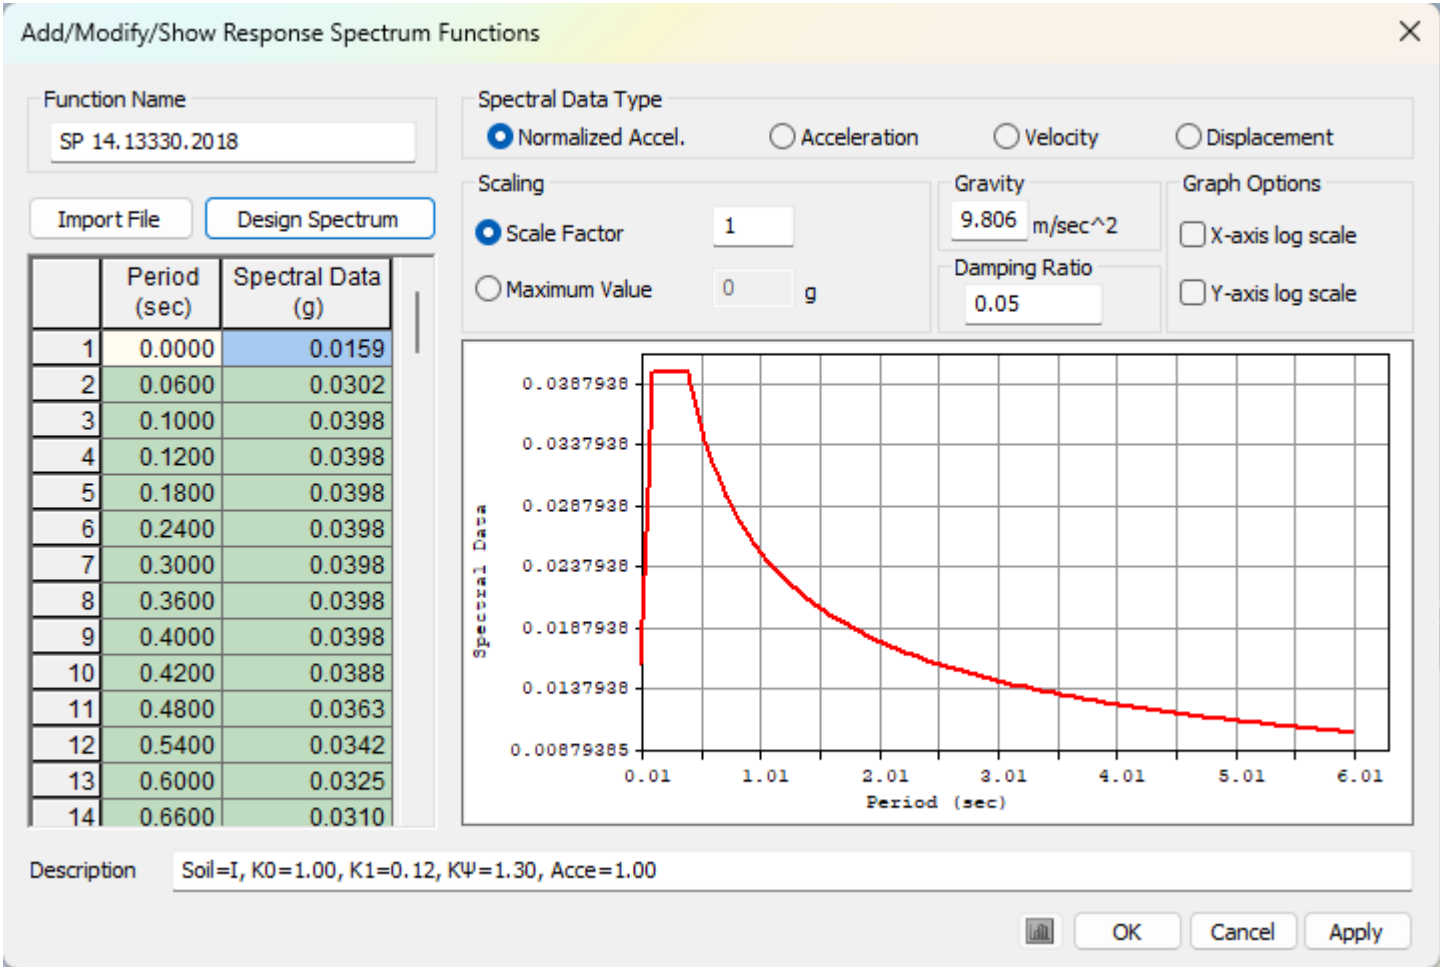 Add/Modify/Show Response Spectrum Functions
Function Name
SP 14.13330.2018
Import File
Design Spectrum
Spectral Data Type
Normalized Accel.
Acceleration
Velocity
Displacement
Scaling
Scale Factor
1
Maximum Value
0
g
Gravity
9.806 m/sec^2
Damping Ratio
0.05
Graph Options
X-axis log scale
Y-axis log scale
Period (sec) Spectral Data (g)
1 0.0000 0.0159
2 0.0600 0.0302
3 0.1000 0.0398
4 0.1200 0.0398
5 0.1800 0.0398
6 0.2400 0.0398
7 0.3000 0.0398
8 0.3600 0.0398
9 0.4000 0.0398
10 0.4200 0.0388
11 0.4800 0.0363
12 0.5400 0.0342
13 0.6000 0.0325
14 0.6600 0.0310
Spectral Data
0.0387938
0.0337938
0.0287938
0.0237938
0.0187938
0.0137938
0.00879385
0.01 1.01 2.01 3.01 4.01 5.01 6.01
Period (sec)
Description
Soil=I, K0=1.00, K1=0.12, KΨ=1.30, Acce=1.00
OK
Cancel
Apply